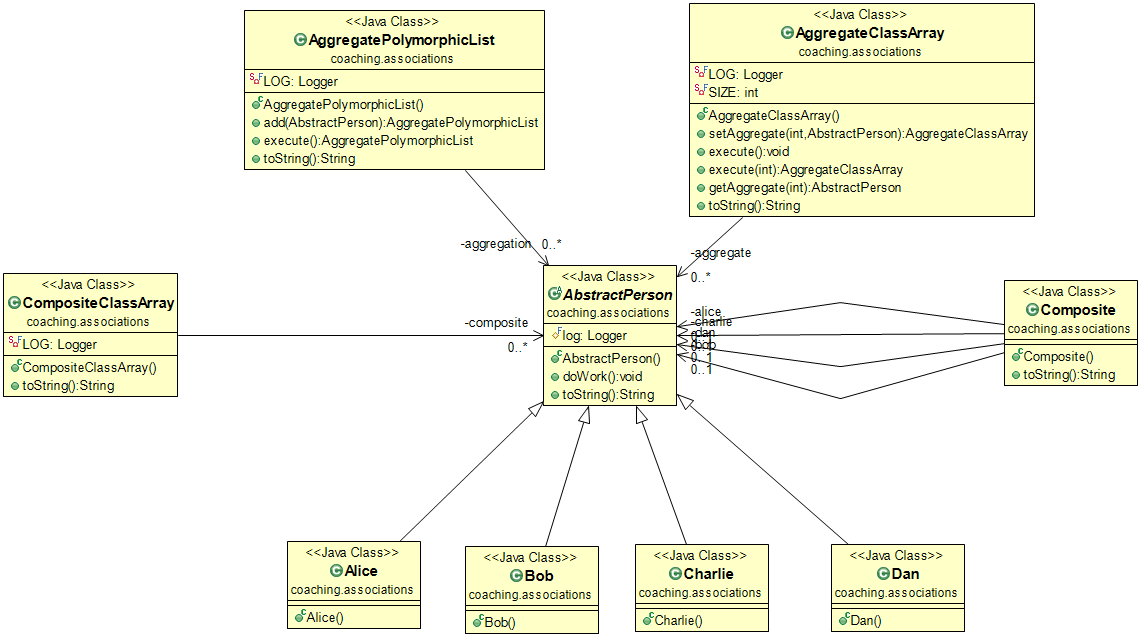 <<Java Class>>
AggregatePolymorphicList
coaching.associations
LOG: Logger
AggregatePolymorphicList()
add(AbstractPerson):AggregatePolymorphicList
execute():AggregatePolymorphicList
toString():String
<<Java Class>>
AggregateClassArray
coaching.associations
LOG: Logger
SIZE: int
AggregateClassArray()
setAggregate(int,AbstractPerson):AggregateClassArray
execute():void
execute(int):AggregateClassArray
getAggregate(int):AbstractPerson
toString():String
-aggregation 0..*
-aggregate
0..*
<<Java Class>>
CompositeClassArray
coaching.associations
LOG: Logger
CompositeClassArray()
toString():String
-composite
0..*
<<Java Class>>
AbstractPerson
coaching.associations
log: Logger
AbstractPerson()
doWork():void
toString():String
-alice
-charlie
-dan
-bob
0..1
0..1
<<Java Class>>
Composite
coaching.associations
Composite()
toString():String
<<Java Class>>
Alice
coaching.associations
Alice()
<<Java Class>>
Bob
coaching.associations
Bob()
<<Java Class>>
Charlie
coaching.associations
Charlie()
<<Java Class>>
Dan
coaching.associations
Dan()